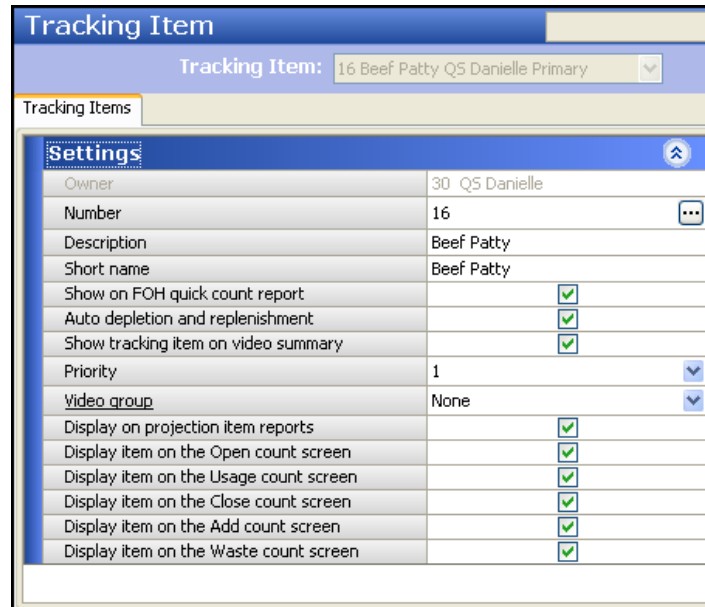 Tracking Item
Tracking Item: 16 Beef Patty QS Danielle Primary
Tracking Items
Settings
Owner 30 QS Danielle
Number 16 ...
Description Beef Patty
Short name Beef Patty
Show on FOH quick count report
Auto depletion and replenishment
Show tracking item on video summary
Priority 1
Video group None
Display on projection item reports
Display item on the Open count screen
Display item on the Usage count screen
Display item on the Close count screen
Display item on the Add count screen
Display item on the Waste count screen